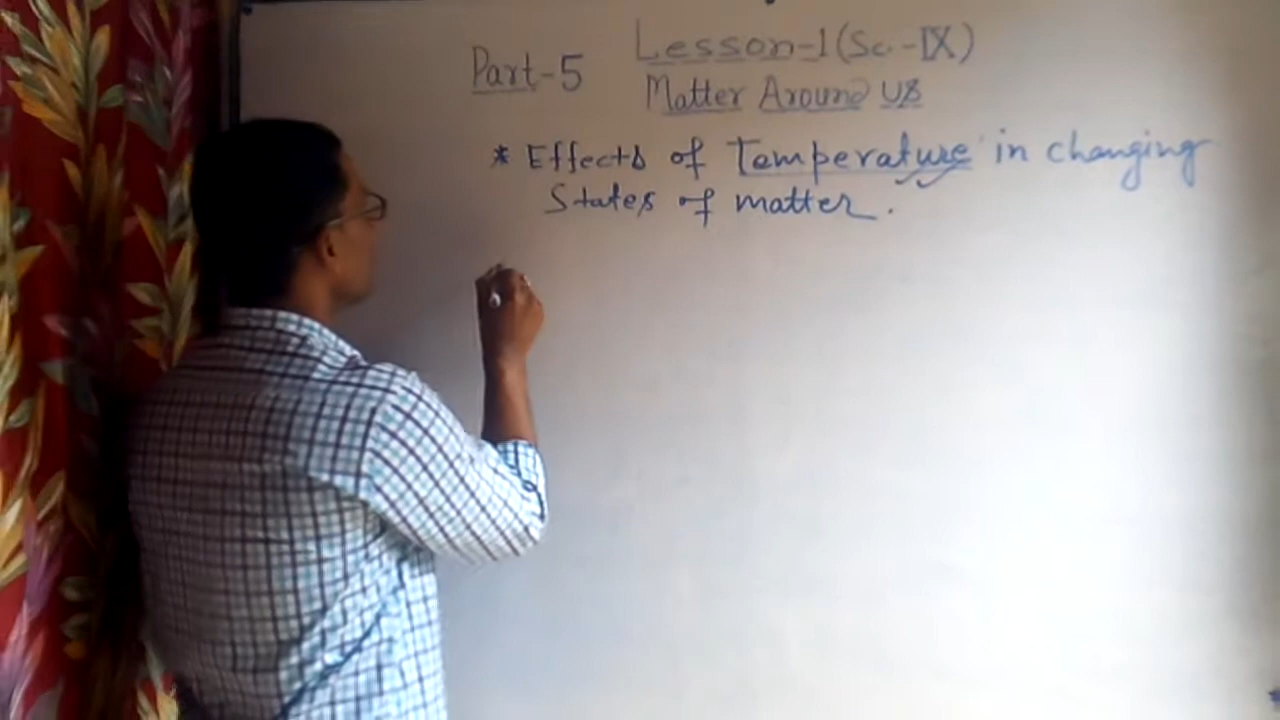 Part-5
Lesson-1(Sc.-IX)
Matter Around us
* Effects of Temperature in changing
States of matter.